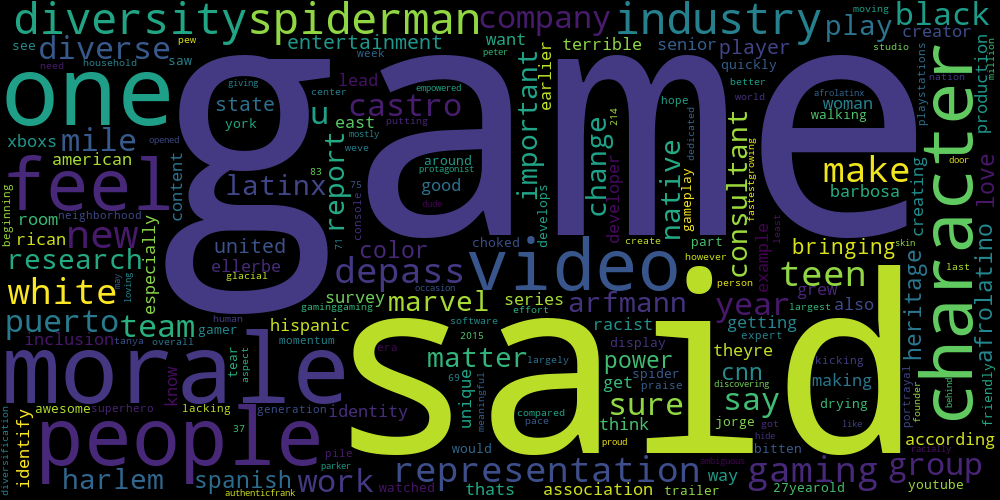 diversity
spiderman
company
industry
play
black
moving
pew
see
diverse
household
need
saw
entertainment
week
peter
want
terrible
senior
player
quickly
creator
studio
million
one
game
giving
center
empowered
earlier
better
world
afrolatinx
woman
walking
playstations
nation
production
state
york
u
lead
castro
putting
east
mostly
weve
important
change
214
hope
dedicated
xboxs
mile
american
content
latinx
83
75
console
71
report
around
protagonist
good
dude
develops
developer
native
gameplay
fastestgrowing
consultant
make
barbosa
door
character
feel
beginning
room
neighborhood
rican
new
especially
united
ellerbe
glacial
color
choked
occasion
depass
video
create
part
however
person
example
bringing
least
skin
creating
love
research
white
may
loving
gaminggaming
survey
marvel
series
effort
arfmann
year
teen
grew
largest
also
last
heritage
afrolatino
friendly
puerto
team
human
gamer
hispanic
momentum
software
2015
era
said
racist
display
getting
expert
theyre
inclusion
tanya
overall
morale
tear
aspect
matter
69
largely
unique
meaningful
spider
praise
power
get
cnn
discovering
kicking
making
drying
portrayal
founder
behind
know
awesome
superhero
lacking
generation
identity
compared
pace
proud
sure
think
say
jorge
got
hide
like
racially
diversification
identify
people
37
pile
parker
would
bitten
according
harlem
spanish
authenticfrank
work
watched
representation
thats
association
way
ambiguous
trailer
gaming
27yearold
group
youtube